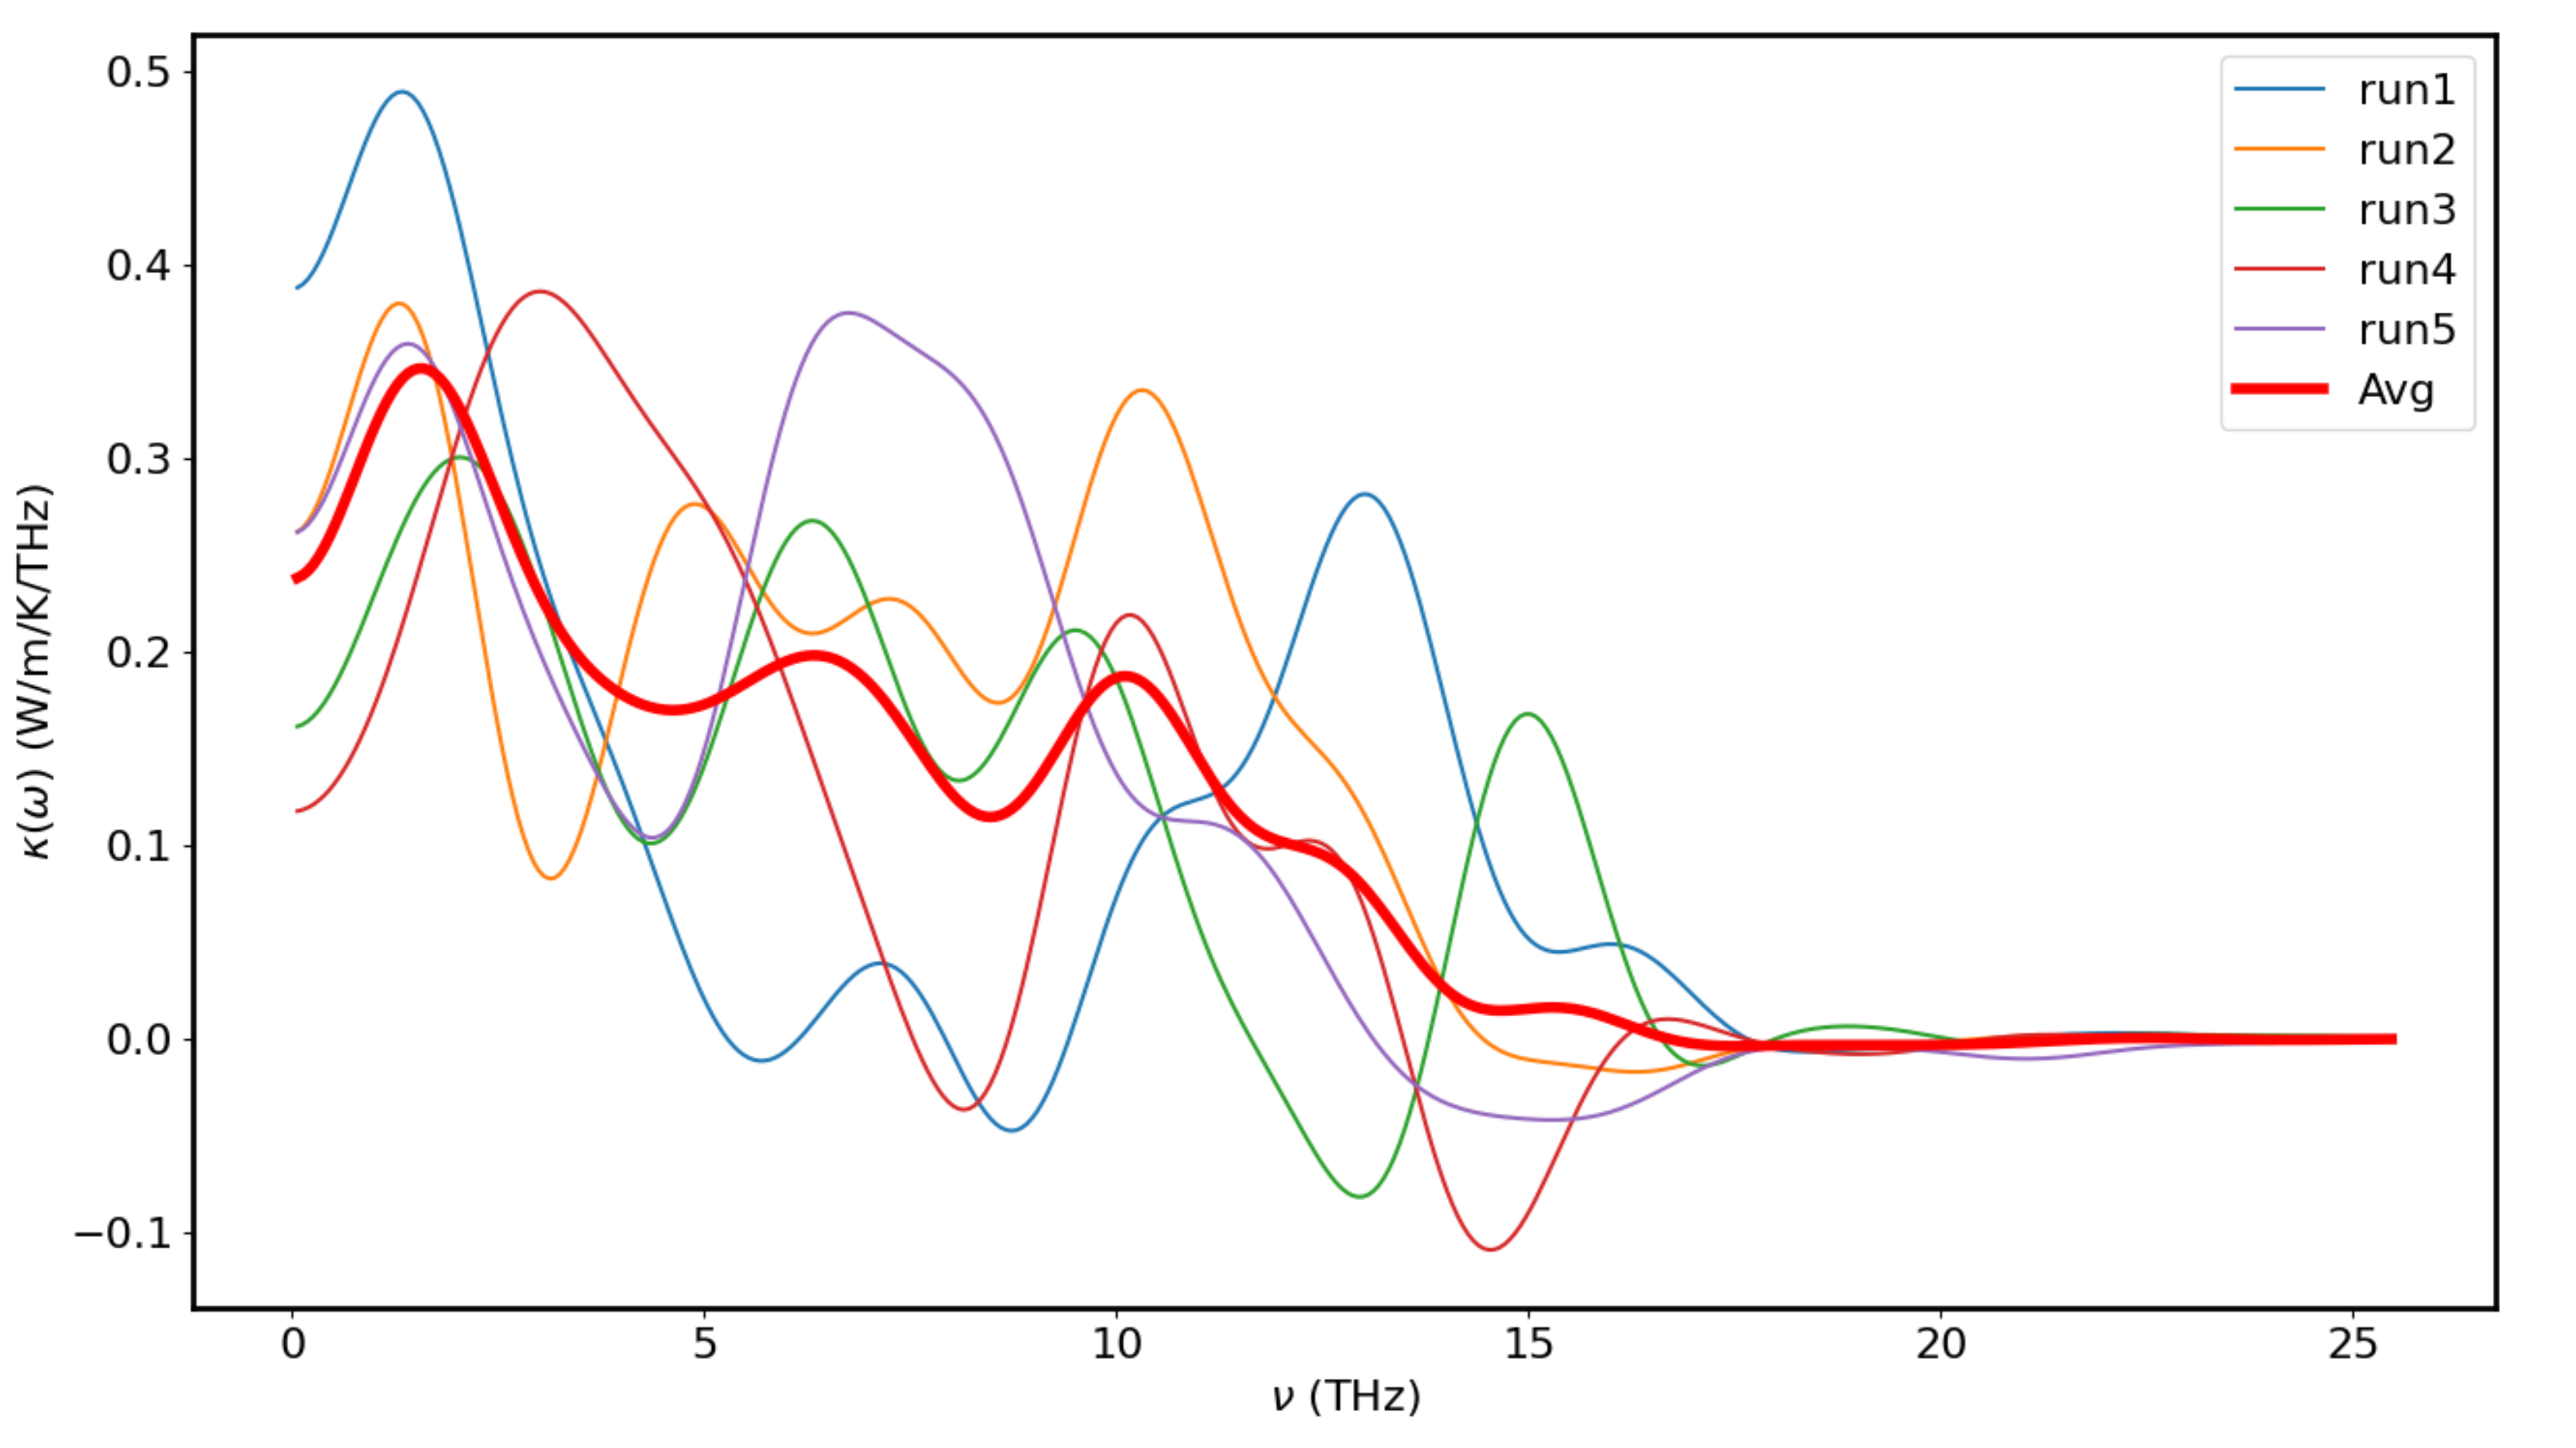 0.5
0.4
0.3
0.2
0.1
0.0
−0.1
κ(ω) (W/m/K/THz)
0 5 10 15 20 25
ν (THz)
run1
run2
run3
run4
run5
Avg